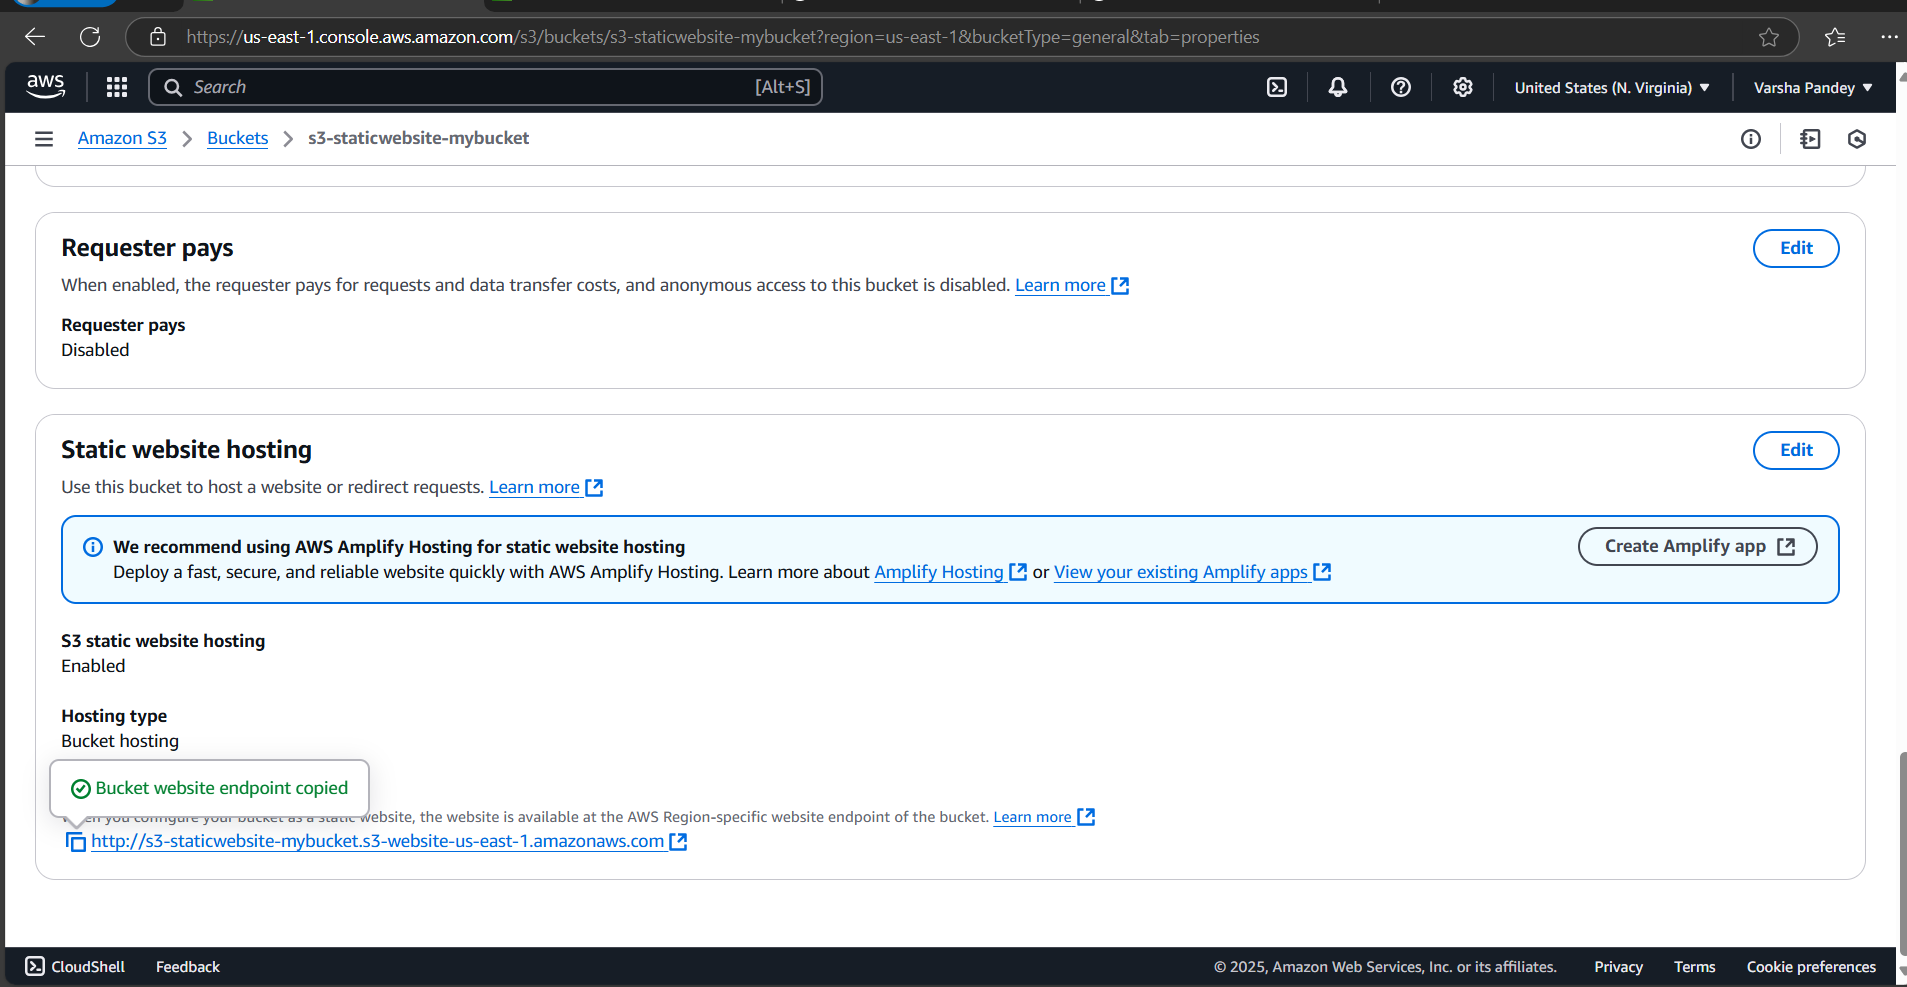 https://us-east-1.console.aws.amazon.com/s3/buckets/s3-staticwebsite-mybucket?region=us-east-1&bucketType=general&tab=properties
aws Search [Alt+S] United States (N. Virginia) Varsha Pandey
Amazon S3 > Buckets > s3-staticwebsite-mybucket
Requester pays Edit
When enabled, the requester pays for requests and data transfer costs, and anonymous access to this bucket is disabled. Learn more
Requester pays
Disabled
Static website hosting Edit
Use this bucket to host a website or redirect requests. Learn more
We recommend using AWS Amplify Hosting for static website hosting Create Amplify app
Deploy a fast, secure, and reliable website quickly with AWS Amplify Hosting. Learn more about Amplify Hosting or View your existing Amplify apps
S3 static website hosting
Enabled
Hosting type
Bucket hosting
Bucket website endpoint copied
When you configure your bucket as a static website, the website is available at the AWS Region-specific website endpoint of the bucket. Learn more
http://s3-staticwebsite-mybucket.s3-website-us-east-1.amazonaws.com
CloudShell Feedback © 2025, Amazon Web Services, Inc. or its affiliates. Privacy Terms Cookie preferences